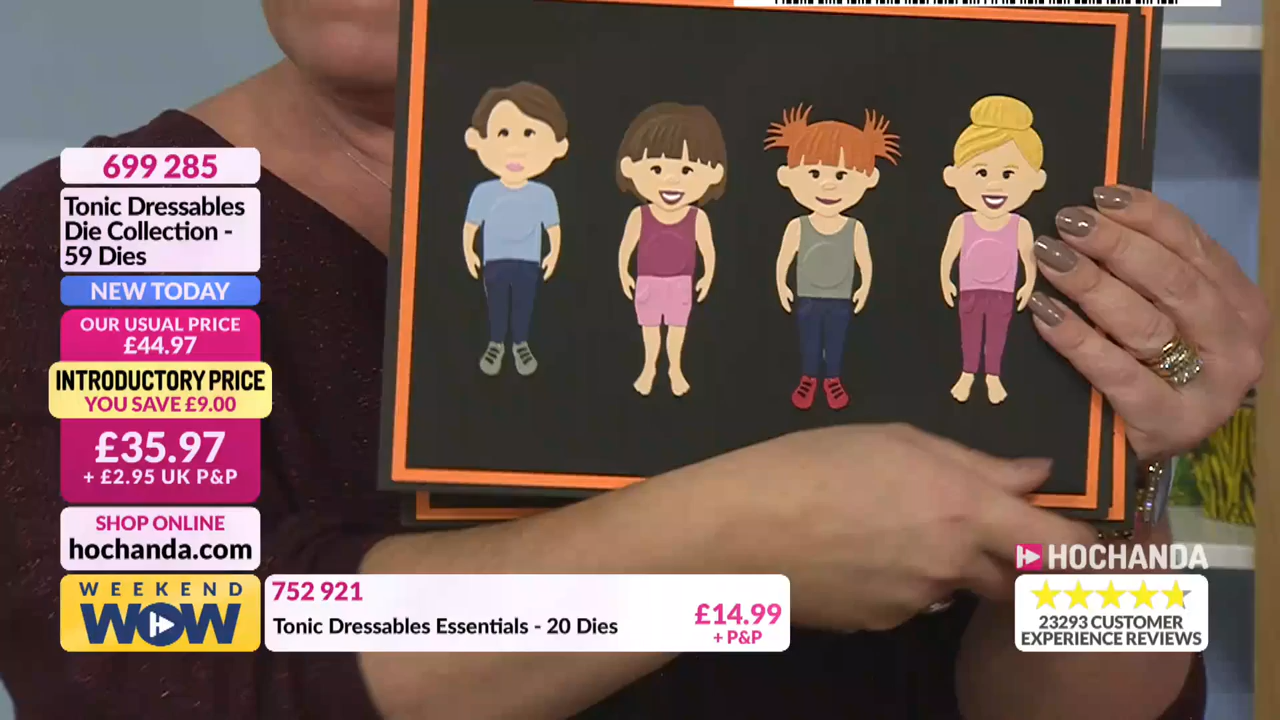 699 285
Tonic Dressables
Die Collection -
59 Dies
NEW TODAY
OUR USUAL PRICE
£44.97
INTRODUCTORY PRICE
YOU SAVE £9.00
£35.97
+ £2.95 UK P&P
SHOP ONLINE
hochanda.com
WEEKEND
WOW
752 921
Tonic Dressables Essentials - 20 Dies
£14.99
+ P&P
HOCHANDA
23293 CUSTOMER
EXPERIENCE REVIEWS